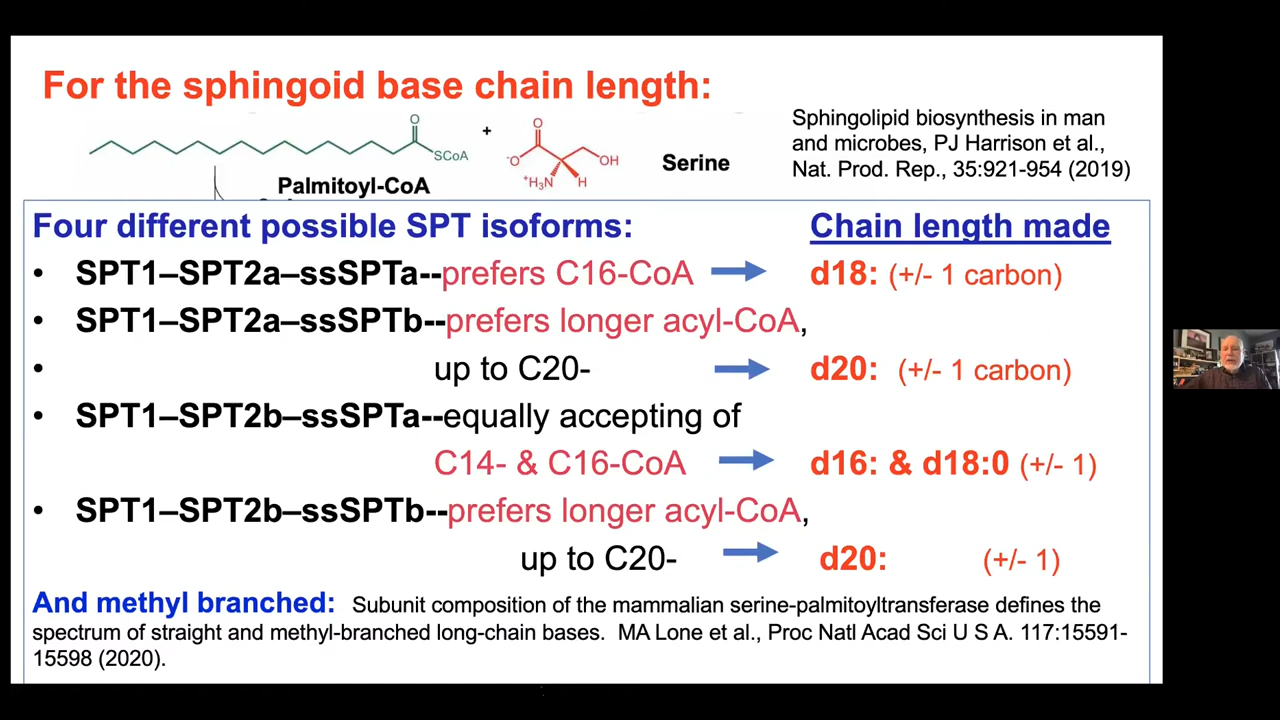 For the sphingoid base chain length:
O
SCoA
+
O
-O
OH
+H3N
H
Serine
Palmitoyl-CoA
Sphingolipid biosynthesis in man
and microbes, PJ Harrison et al.,
Nat. Prod. Rep., 35:921-954 (2019)
Four different possible SPT isoforms:
Chain length made
• SPT1–SPT2a–ssSPTa--prefers C16-CoA
d18: (+/- 1 carbon)
• SPT1–SPT2a–ssSPTb--prefers longer acyl-CoA,
• up to C20-
d20: (+/- 1 carbon)
• SPT1–SPT2b–ssSPTa--equally accepting of
C14- & C16-CoA
d16: & d18:0 (+/- 1)
• SPT1–SPT2b–ssSPTb--prefers longer acyl-CoA,
up to C20-
d20: (+/- 1)
And methyl branched: Subunit composition of the mammalian serine-palmitoyltransferase defines the
spectrum of straight and methyl-branched long-chain bases. MA Lone et al., Proc Natl Acad Sci U S A. 117:15591-
15598 (2020).